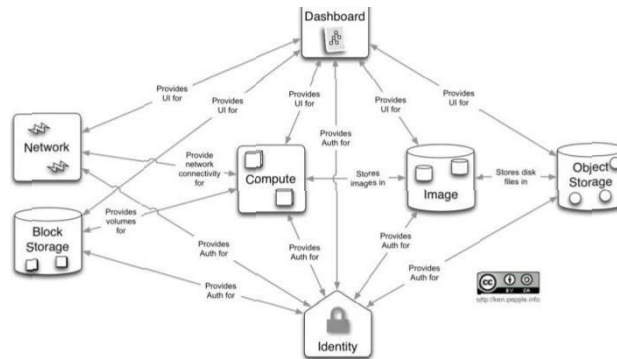 Dashboard
Provides
UI for
Provides
UI for
Provides
UI for
Provides
UI for
Provides
UI for
Provides
Auth for
Network
Provide
network
connectivity
for
Compute
Stores
images in
Image
Stores disk
files in
Object
Storage
Block
Storage
Provides
volumes
for
Provides
Auth for
Provides
Auth for
Provides
Auth for
Provides
Auth for
Provides
Auth for
Identity
cc
BY
http://ken.pepple.info